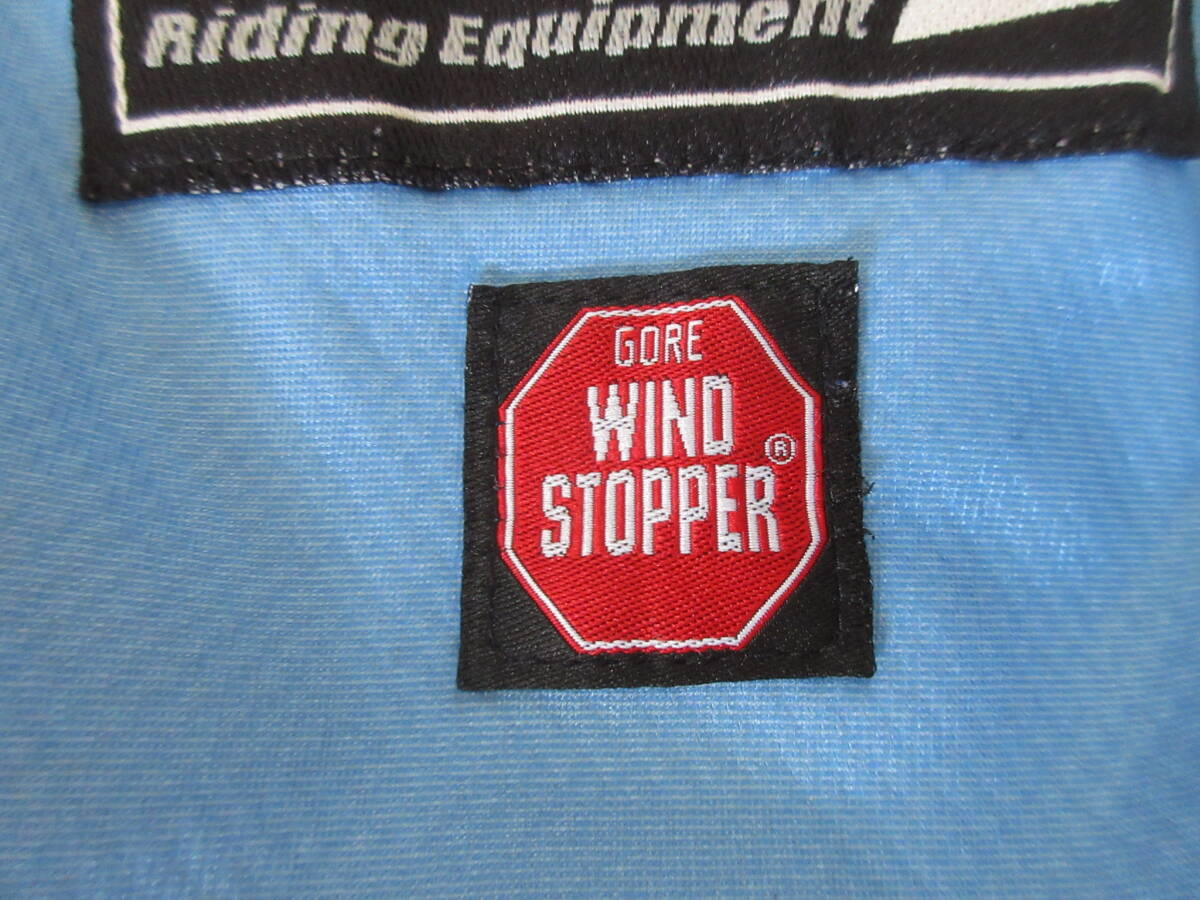 Riding Equipment
GORE
WIND
STOPPER®